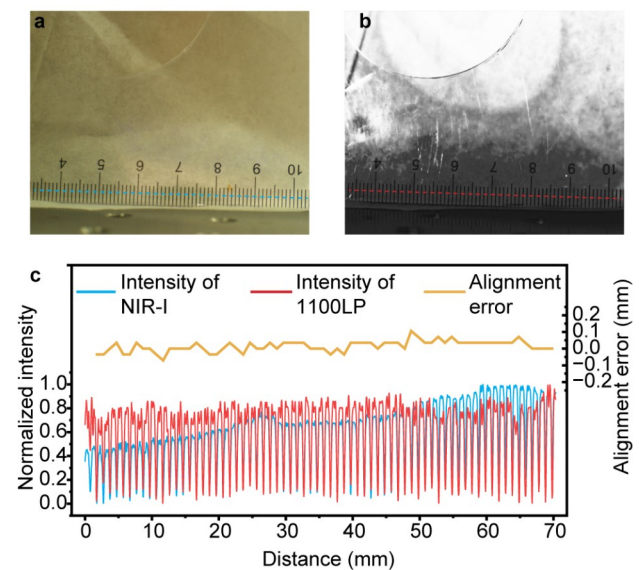 a
b
4 5 6 7 8 9 10
4 5 6 7 8 9 10
c
Intensity of NIR-I
Intensity of 1100LP
Alignment error
Normalized intensity
1.0
0.8
0.6
0.4
0.2
0.0
0.2
0.1
0.0
−0.1
−0.2
Alignment error (mm)
0 10 20 30 40 50 60 70
Distance (mm)